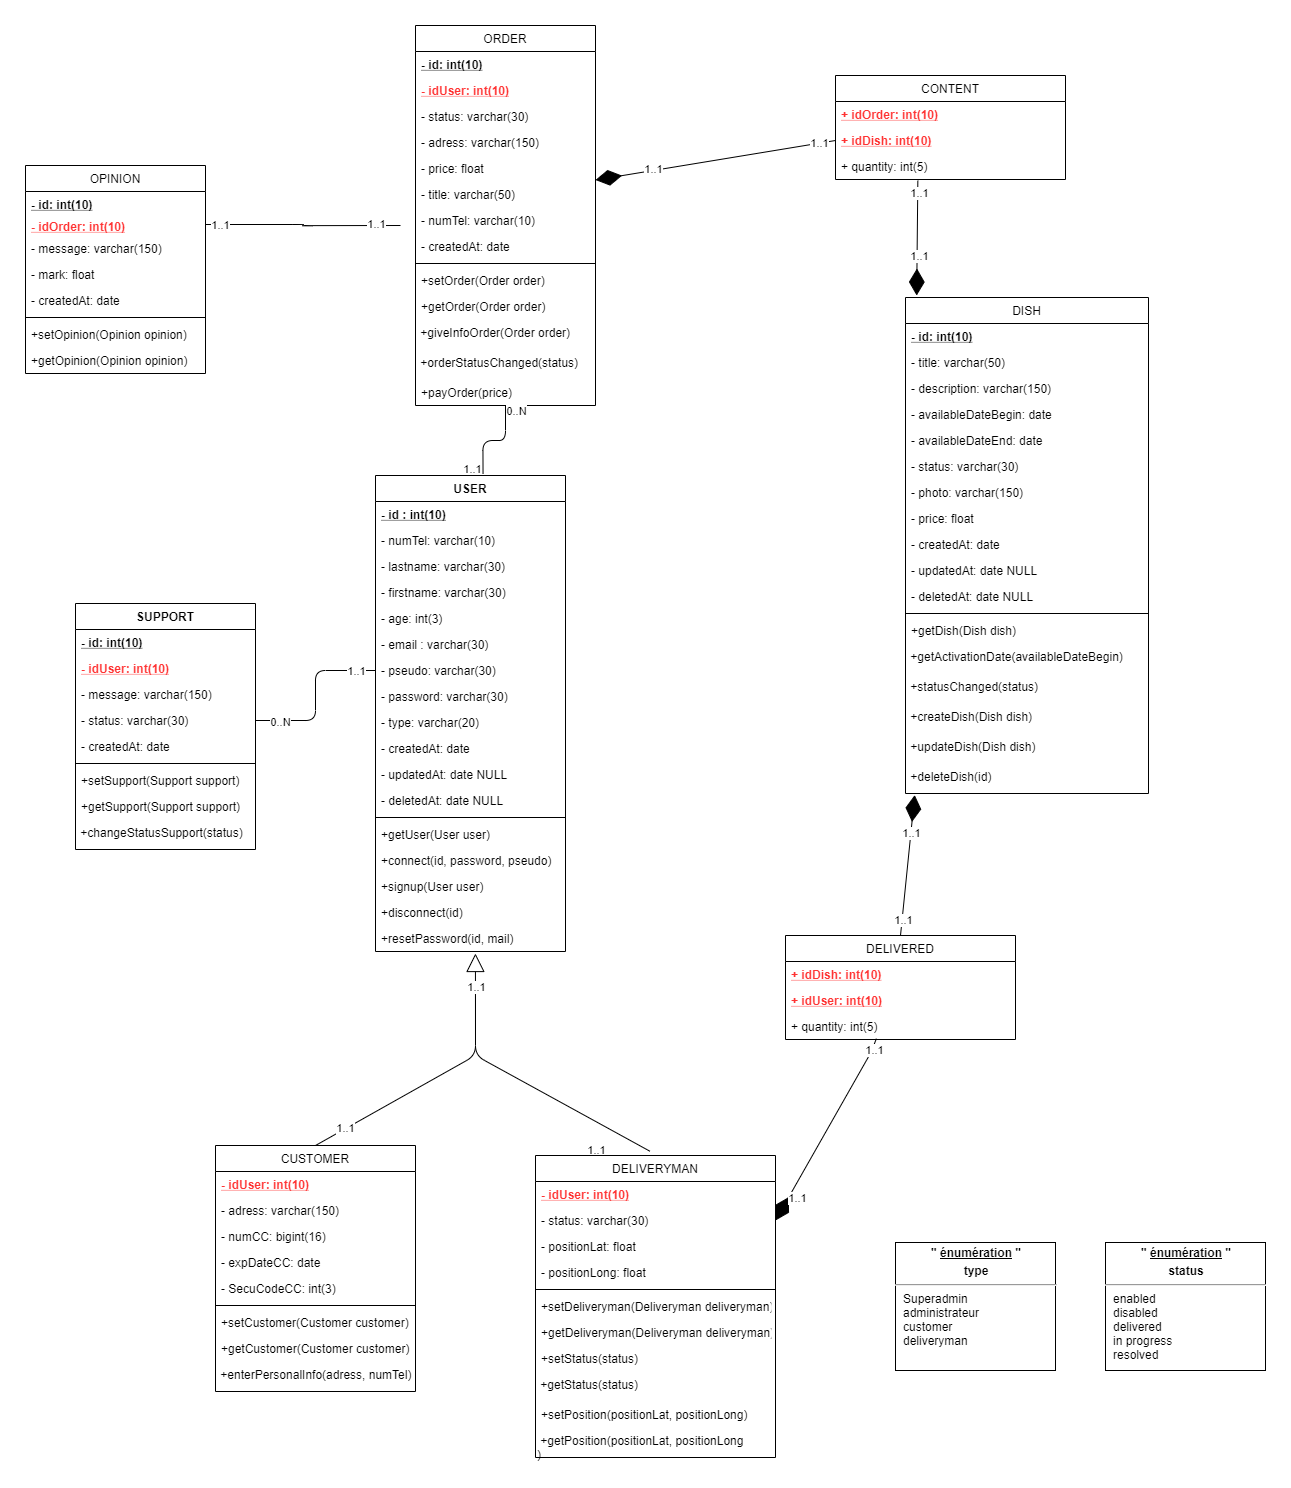 ORDER
- id: int(10)
- idUser: int(10)
- status: varchar(30)
- adress: varchar(150)
- price: float
- title: varchar(50)
- numTel: varchar(10)
- createdAt: date
+setOrder(Order order)
+getOrder(Order order)
+giveInfoOrder(Order order)
+orderStatusChanged(status)
+payOrder(price)
CONTENT
+ idOrder: int(10)
+ idDish: int(10)
+ quantity: int(5)
1..1
1..1
OPINION
- id: int(10)
- idOrder: int(10)
- message: varchar(150)
- mark: float
- createdAt: date
+setOpinion(Opinion opinion)
+getOpinion(Opinion opinion)
1..1
1..1
1..1
1..1
DISH
- id: int(10)
- title: varchar(50)
- description: varchar(150)
- availableDateBegin: date
- availableDateEnd: date
- status: varchar(30)
- photo: varchar(150)
- price: float
- createdAt: date
- updatedAt: date NULL
- deletedAt: date NULL
+getDish(Dish dish)
+getActivationDate(availableDateBegin)
+statusChanged(status)
+createDish(Dish dish)
+updateDish(Dish dish)
+deleteDish(id)
0..N
1..1
USER
- id : int(10)
- numTel: varchar(10)
- lastname: varchar(30)
- firstname: varchar(30)
- age: int(3)
- email : varchar(30)
- pseudo: varchar(30)
- password: varchar(30)
- type: varchar(20)
- createdAt: date
- updatedAt: date NULL
- deletedAt: date NULL
+getUser(User user)
+connect(id, password, pseudo)
+signup(User user)
+disconnect(id)
+resetPassword(id, mail)
SUPPORT
- id: int(10)
- idUser: int(10)
- message: varchar(150)
- status: varchar(30)
- createdAt: date
+setSupport(Support support)
+getSupport(Support support)
+changeStatusSupport(status)
1..1
0..N
1..1
1..1
DELIVERED
+ idDish: int(10)
+ idUser: int(10)
+ quantity: int(5)
1..1
1..1
1..1
1..1
1..1
CUSTOMER
- idUser: int(10)
- adress: varchar(150)
- numCC: bigint(16)
- expDateCC: date
- SecuCodeCC: int(3)
+setCustomer(Customer customer)
+getCustomer(Customer customer)
+enterPersonalInfo(adress, numTel)
DELIVERYMAN
- idUser: int(10)
- status: varchar(30)
- positionLat: float
- positionLong: float
+setDeliveryman(Deliveryman deliveryman)
+getDeliveryman(Deliveryman deliveryman)
+setStatus(status)
+getStatus(status)
+setPosition(positionLat, positionLong)
+getPosition(positionLat, positionLong
)
" énumération "
type
Superadmin
administrateur
customer
deliveryman
" énumération "
status
enabled
disabled
delivered
in progress
resolved